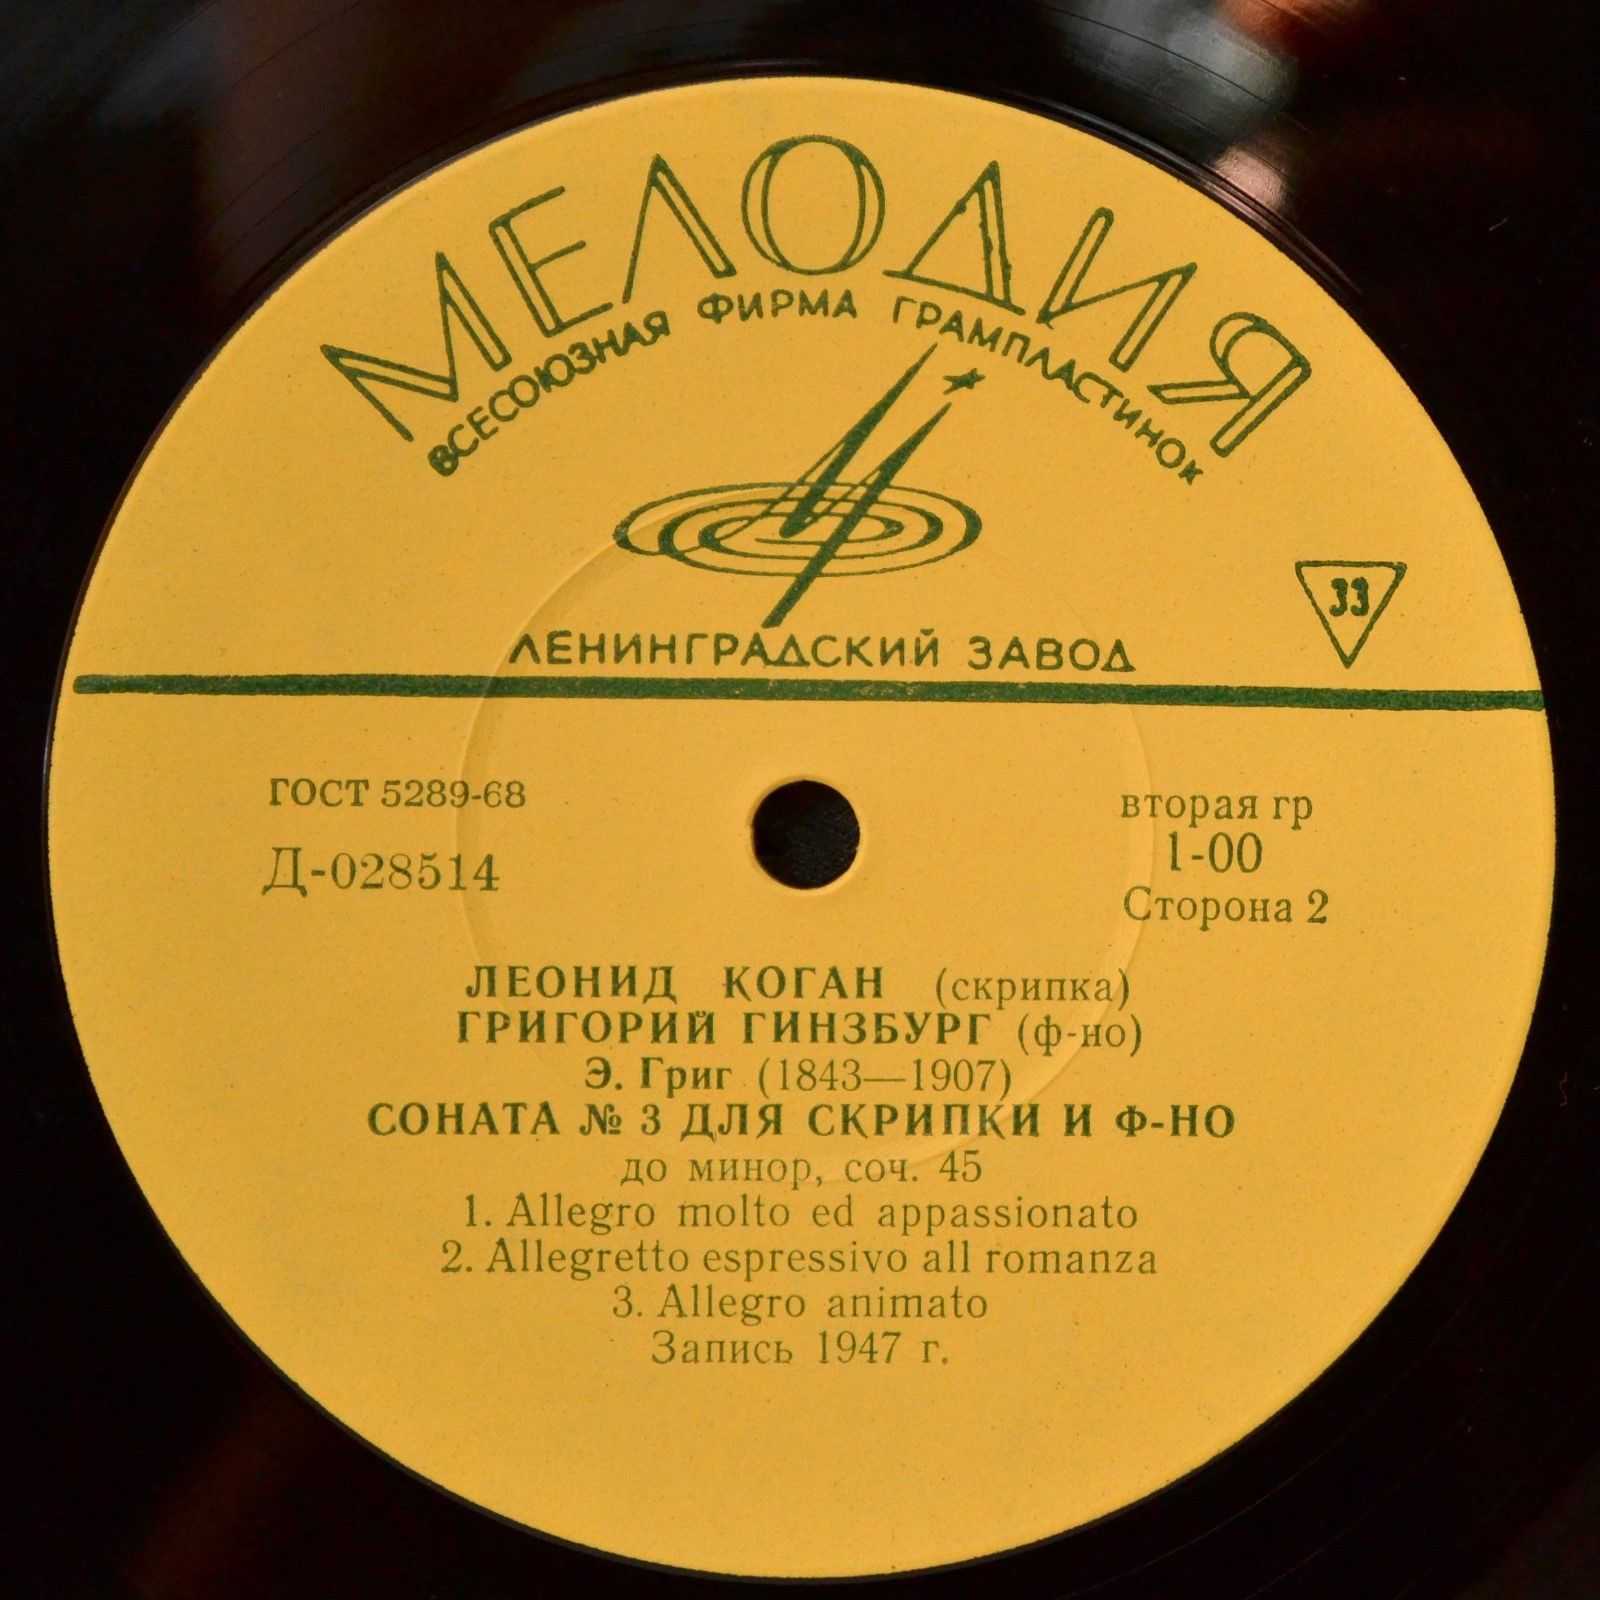 МЕЛОДИЯ
ВСЕСОЮЗНАЯ ФИРМА ГРАМПЛАСТИНОК
33
ЛЕНИНГРАДСКИЙ ЗАВОД
ГОСТ 5289-68
Д-028514
вторая гр
1-00
Сторона 2
ЛЕОНИД КОГАН (скрипка)
ГРИГОРИЙ ГИНЗБУРГ (ф-но)
Э. Григ (1843—1907)
СОНАТА № 3 ДЛЯ СКРИПКИ И Ф-НО
до минор, соч. 45
1. Allegro molto ed appassionato
2. Allegretto espressivo all romanza
3. Allegro animato
Запись 1947 г.